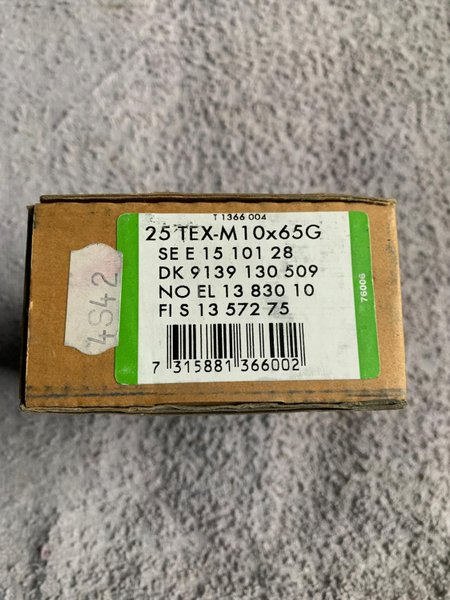 T 1366 004
25 TEX-M10x65G
SE E 15 101 28
DK 9139 130 509
NO EL 13 830 10
FI S 13 572 75
7 315881 366002
76006
4S42